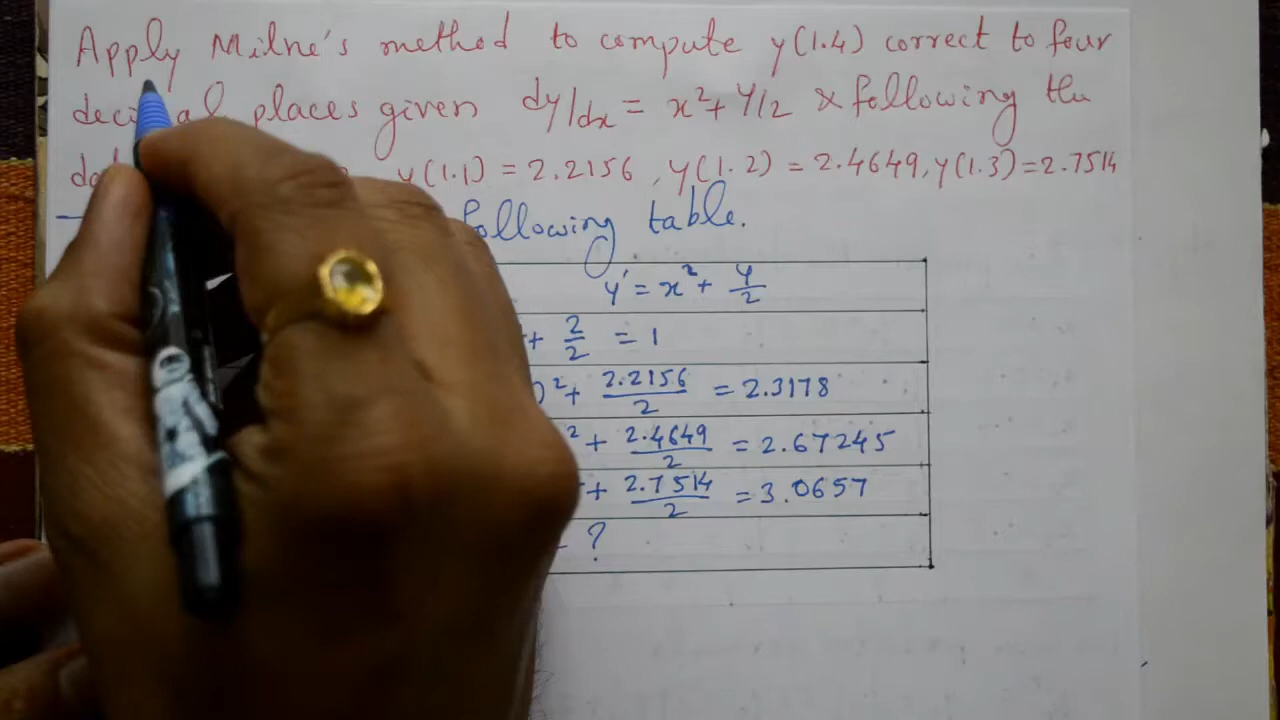 Apply Milne's method to compute y(1.4) correct to four
places given dy/dx = x²+ y/2 & following the
y(1.1) = 2.2156, y(1.2) = 2.4649, y(1.3)=2.7514
following table.
y' = x² + y/2
+ 2/2 = 1
)² + 2.2156/2 = 2.3178
² + 2.4649/2 = 2.67245
+ 2.7514/2 = 3.0657
?